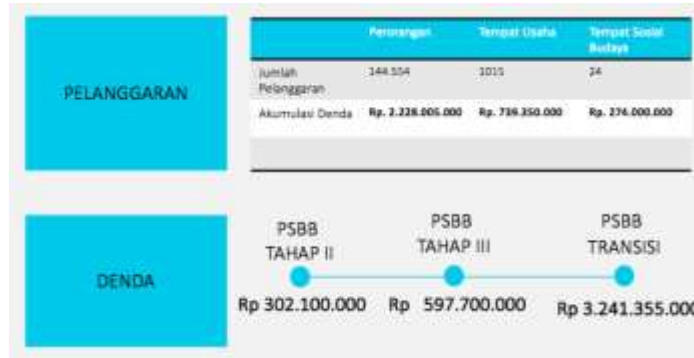 PELANGGARAN
Perorangan Tempat Usaha Tempat Sosial
Budaya
Jumlah 144.554 1015 24
Pelanggaran
Akumulasi Denda Rp. 2.228.005.000 Rp. 739.350.000 Rp. 274.000.000
DENDA
PSBB PSBB PSBB
TAHAP II TAHAP III TRANSISI
Rp 302.100.000 Rp 597.700.000 Rp 3.241.355.000